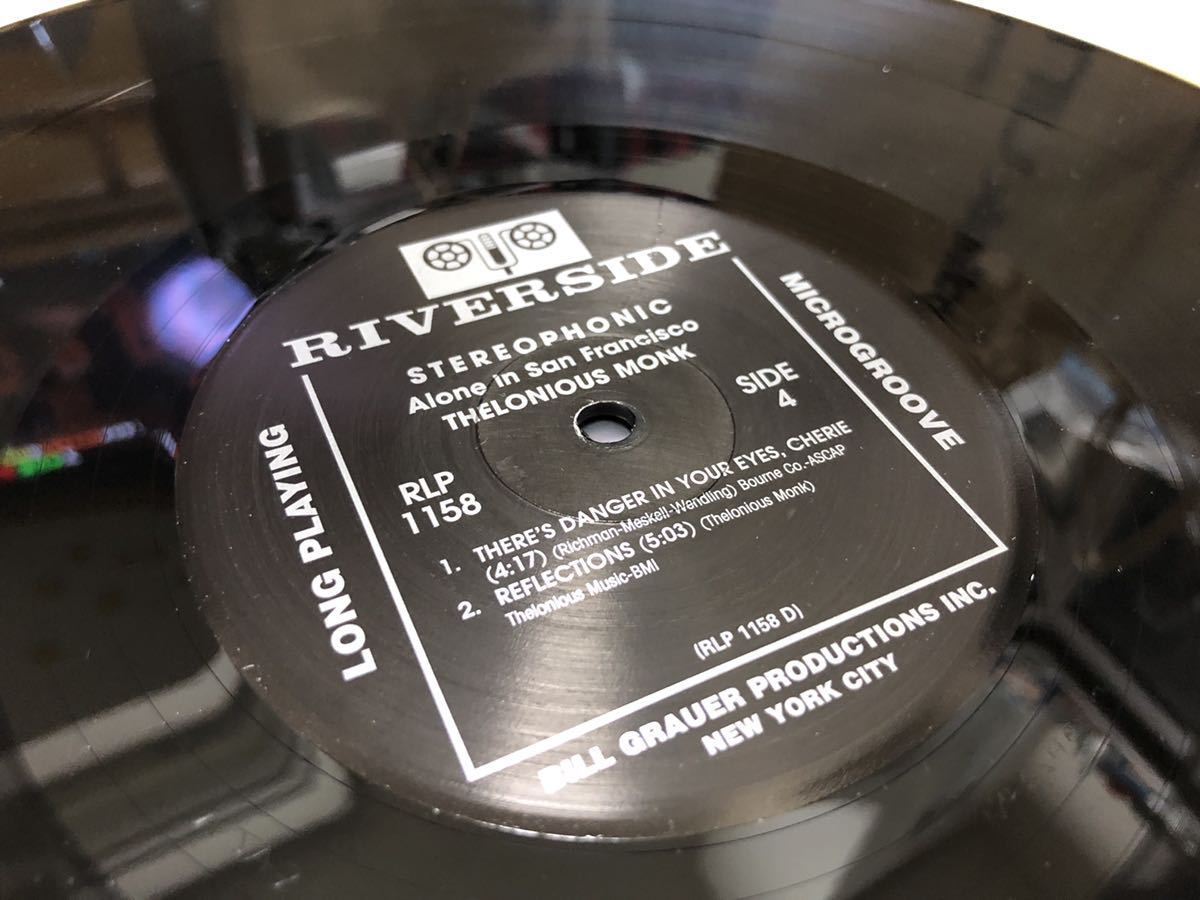 RIVERSIDE
STEREOPHONIC
Alone in San Francisco
THELONIOUS MONK
SIDE
4
RLP
1158
1. THERE'S DANGER IN YOUR EYES, CHERIE
(4:17) (Richman-Meskell-Wendling) Bourne Co.-ASCAP
2. REFLECTIONS (5:03) (Thelonious Monk)
Thelonious Music-BMI
(RLP 1158 D)
LONG PLAYING
MICROGROOVE
BILL GRAUER PRODUCTIONS INC.
NEW YORK CITY